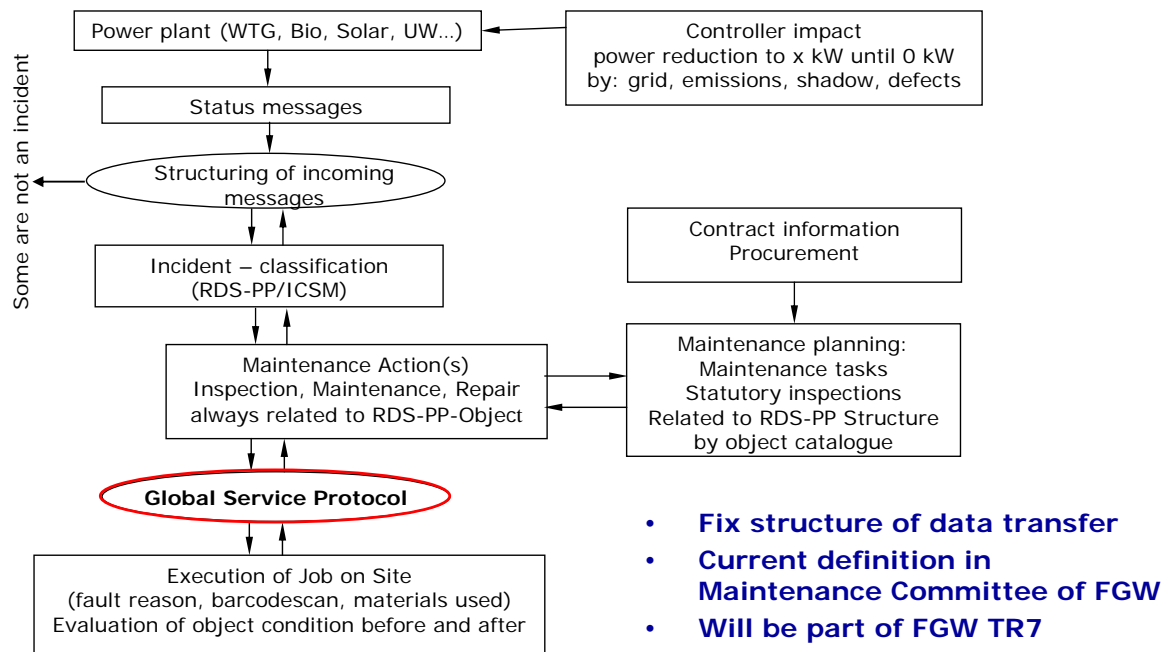 Power plant (WTG, Bio, Solar, UW...)
Controller impact
power reduction to x kW until 0 kW
by: grid, emissions, shadow, defects
Status messages
Some are not an incident
Structuring of incoming
messages
Contract information
Procurement
Incident – classification
(RDS-PP/ICSM)
Maintenance Action(s)
Inspection, Maintenance, Repair
always related to RDS-PP-Object
Maintenance planning:
Maintenance tasks
Statutory inspections
Related to RDS-PP Structure
by object catalogue
Global Service Protocol
Execution of Job on Site
(fault reason, barcodescan, materials used)
Evaluation of object condition before and after
• Fix structure of data transfer
• Current definition in
Maintenance Committee of FGW
• Will be part of FGW TR7